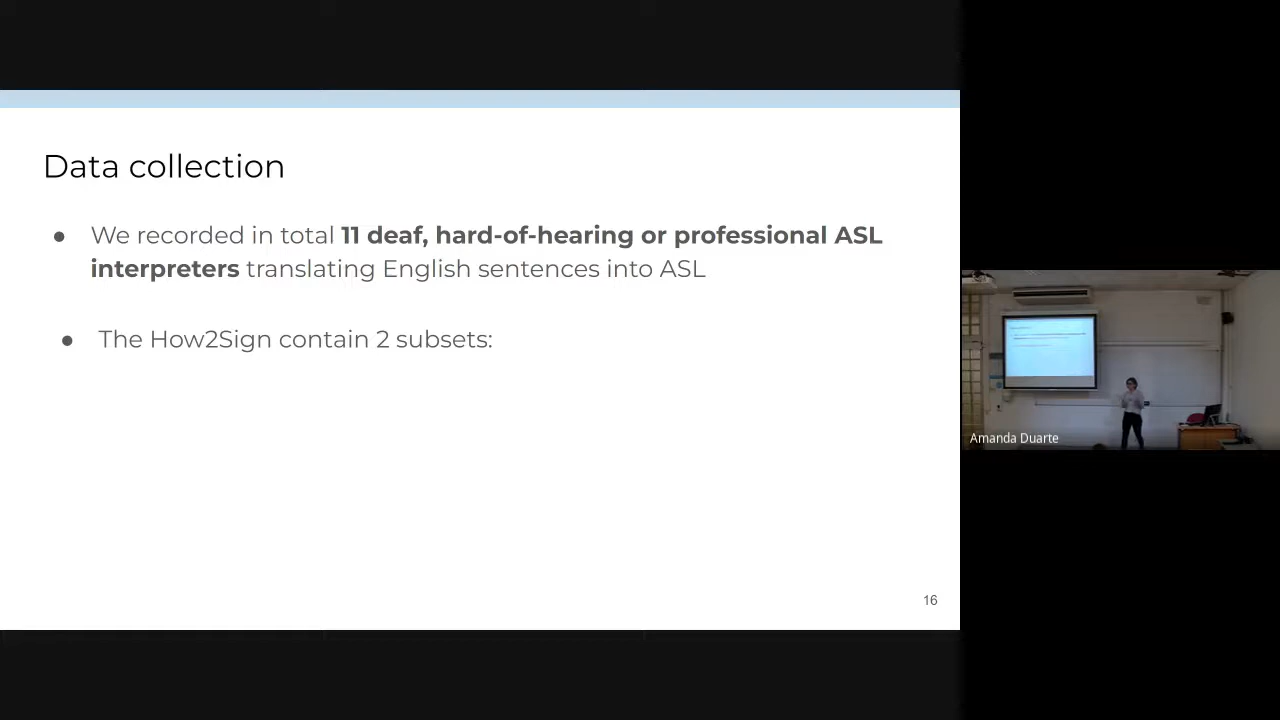 Data collection
● We recorded in total 11 deaf, hard-of-hearing or professional ASL
interpreters translating English sentences into ASL
● The How2Sign contain 2 subsets:
16
Amanda Duarte